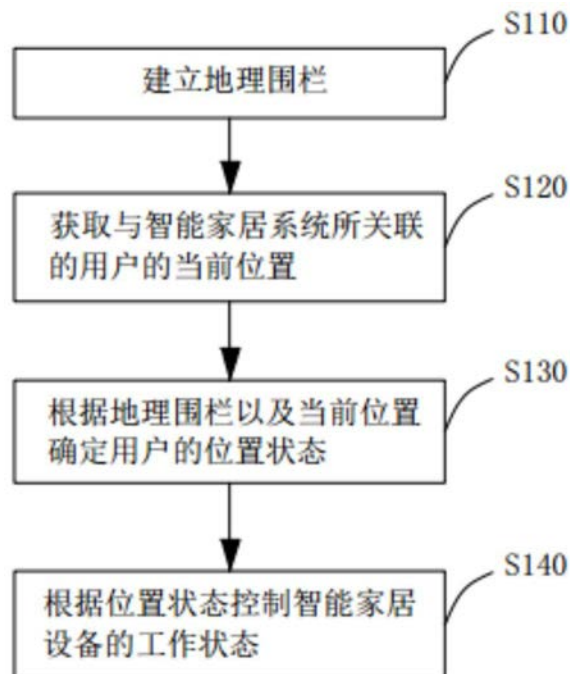 S110
建立地理围栏
S120
获取与智能家居系统所关联
的用户的当前位置
S130
根据地理围栏以及当前位置
确定用户的位置状态
S140
根据位置状态控制智能家居
设备的工作状态